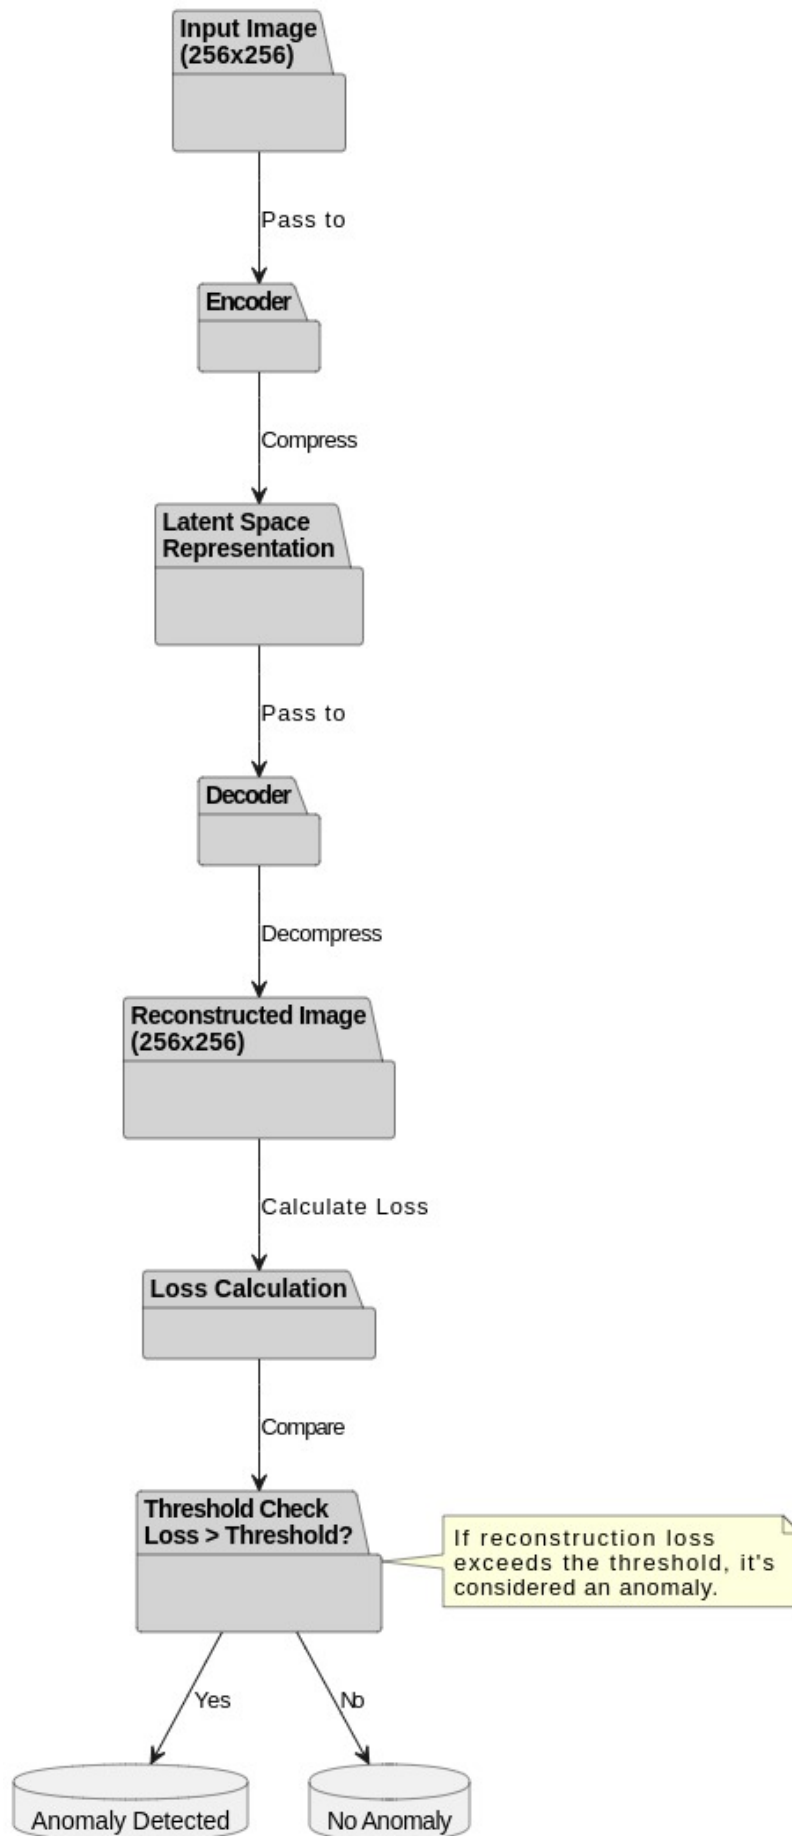 Input Image
(256x256)
Pass to
Encoder
Compress
Latent Space
Representation
Pass to
Decoder
Decompress
Reconstructed Image
(256x256)
Calculate Loss
Loss Calculation
Compare
Threshold Check
Loss > Threshold?
If reconstruction loss
exceeds the threshold, it's
considered an anomaly.
Yes
No
Anomaly Detected
No Anomaly